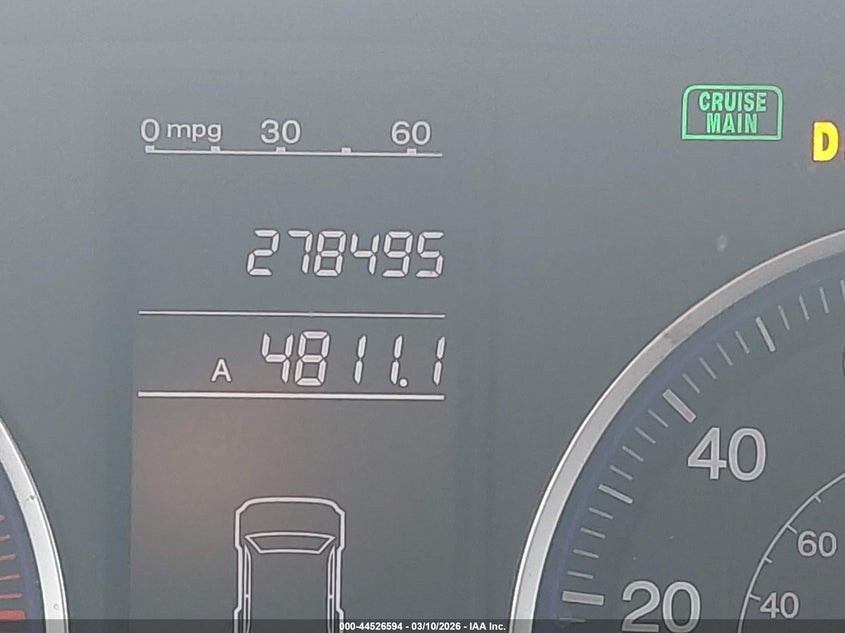 CRUISE
MAIN
0 mpg 30 60
D
278495
A 4811.1
40
60
20
40
000-44526594 - 03/10/2026 - IAA Inc.